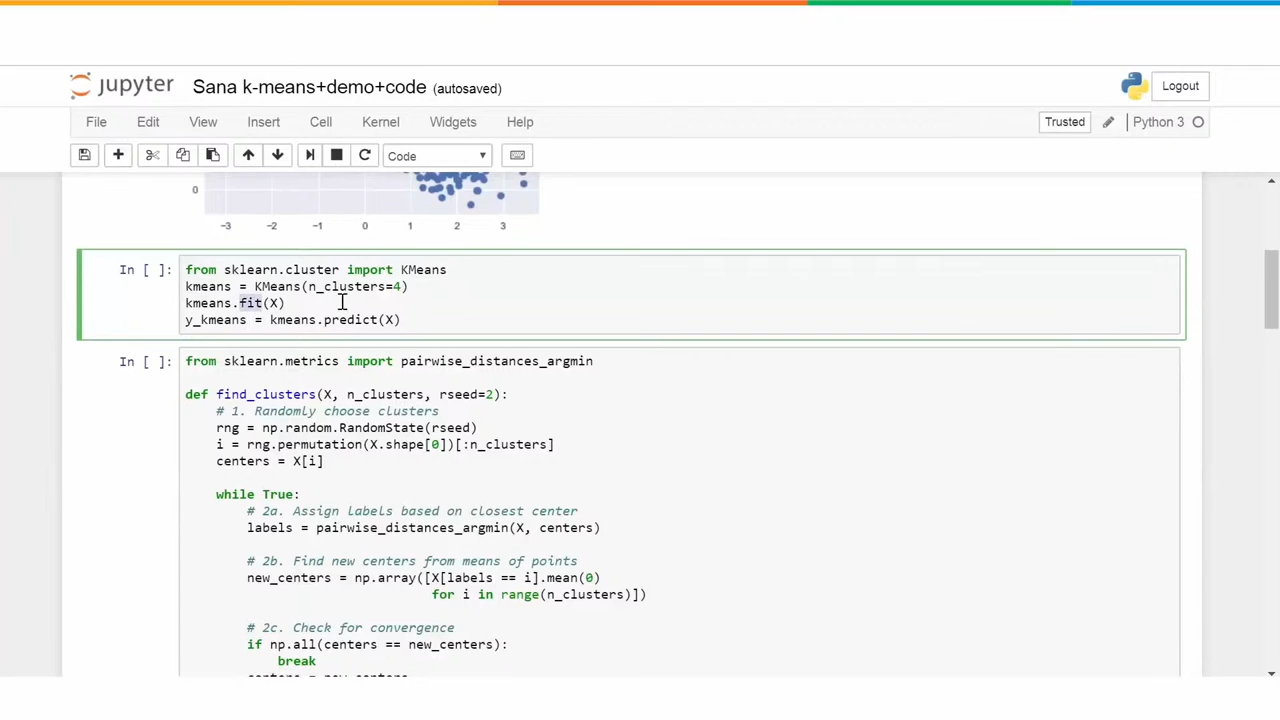 jupyter Sana k-means+demo+code (autosaved) Logout
File Edit View Insert Cell Kernel Widgets Help Trusted Python 3
Code
0
-3 -2 -1 0 1 2 3
In [ ]: from sklearn.cluster import KMeans
kmeans = KMeans(n_clusters=4)
kmeans.fit(X)
y_kmeans = kmeans.predict(X)
In [ ]: from sklearn.metrics import pairwise_distances_argmin
def find_clusters(X, n_clusters, rseed=2):
# 1. Randomly choose clusters
rng = np.random.RandomState(rseed)
i = rng.permutation(X.shape[0])[:n_clusters]
centers = X[i]
while True:
# 2a. Assign labels based on closest center
labels = pairwise_distances_argmin(X, centers)
# 2b. Find new centers from means of points
new_centers = np.array([X[labels == i].mean(0)
for i in range(n_clusters)])
# 2c. Check for convergence
if np.all(centers == new_centers):
break